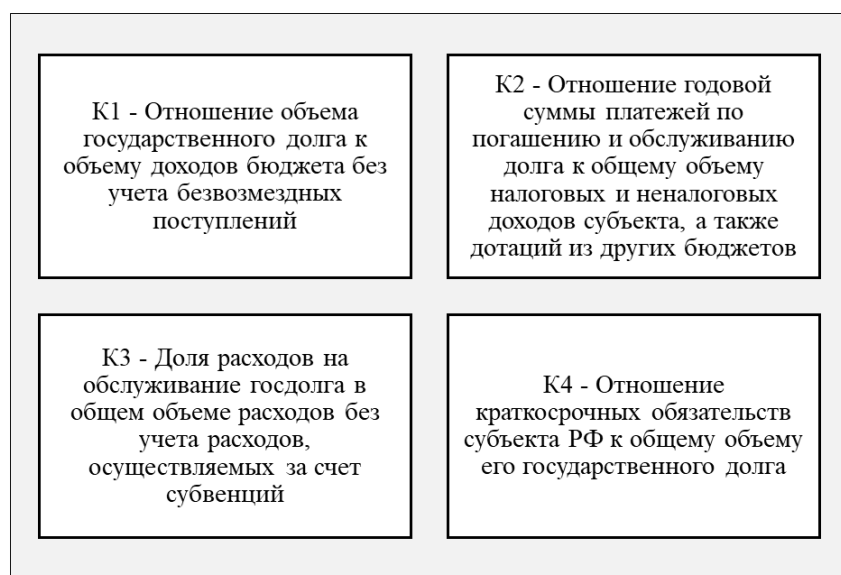 К1 - Отношение объема
государственного долга к
объему доходов бюджета без
учета безвозмездных
поступлений
К2 - Отношение годовой
суммы платежей по
погашению и обслуживанию
долга к общему объему
налоговых и неналоговых
доходов субъекта, а также
дотаций из других бюджетов
К3 - Доля расходов на
обслуживание госдолга в
общем объеме расходов без
учета расходов,
осуществляемых за счет
субвенций
К4 - Отношение
краткосрочных обязательств
субъекта РФ к общему объему
его государственного долга